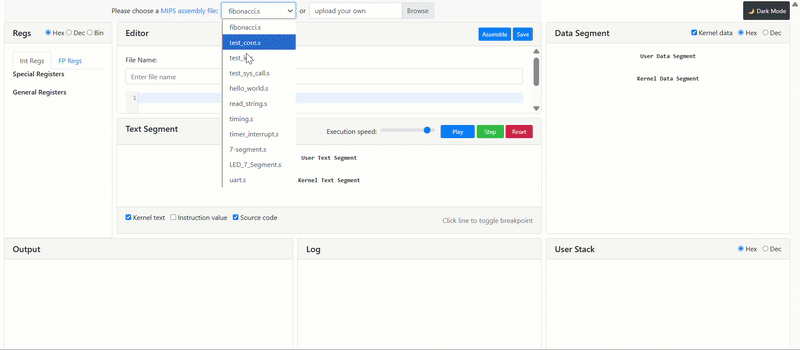 Please choose a MIPS assembly file: fibonacci.s or upload your own Browse
🌙 Dark Mode
Regs Hex Dec Bin
Int Regs FP Regs
Special Registers
General Registers
fibonacci.s
test_core.s
test_sys_call.s
hello_world.s
read_string.s
timing.s
timer_interrupt.s
7-segment.s
LED_7_Segment.s
uart.s
Editor Assemble Save
File Name:
Enter file name
1
Text Segment Execution speed: Play Step Reset
User Text Segment
Kernel Text Segment
Kernel text Instruction value Source code Click line to toggle breakpoint
Data Segment Kernel data Hex Dec
User Data Segment
Kernel Data Segment
Output
Log
User Stack Hex Dec